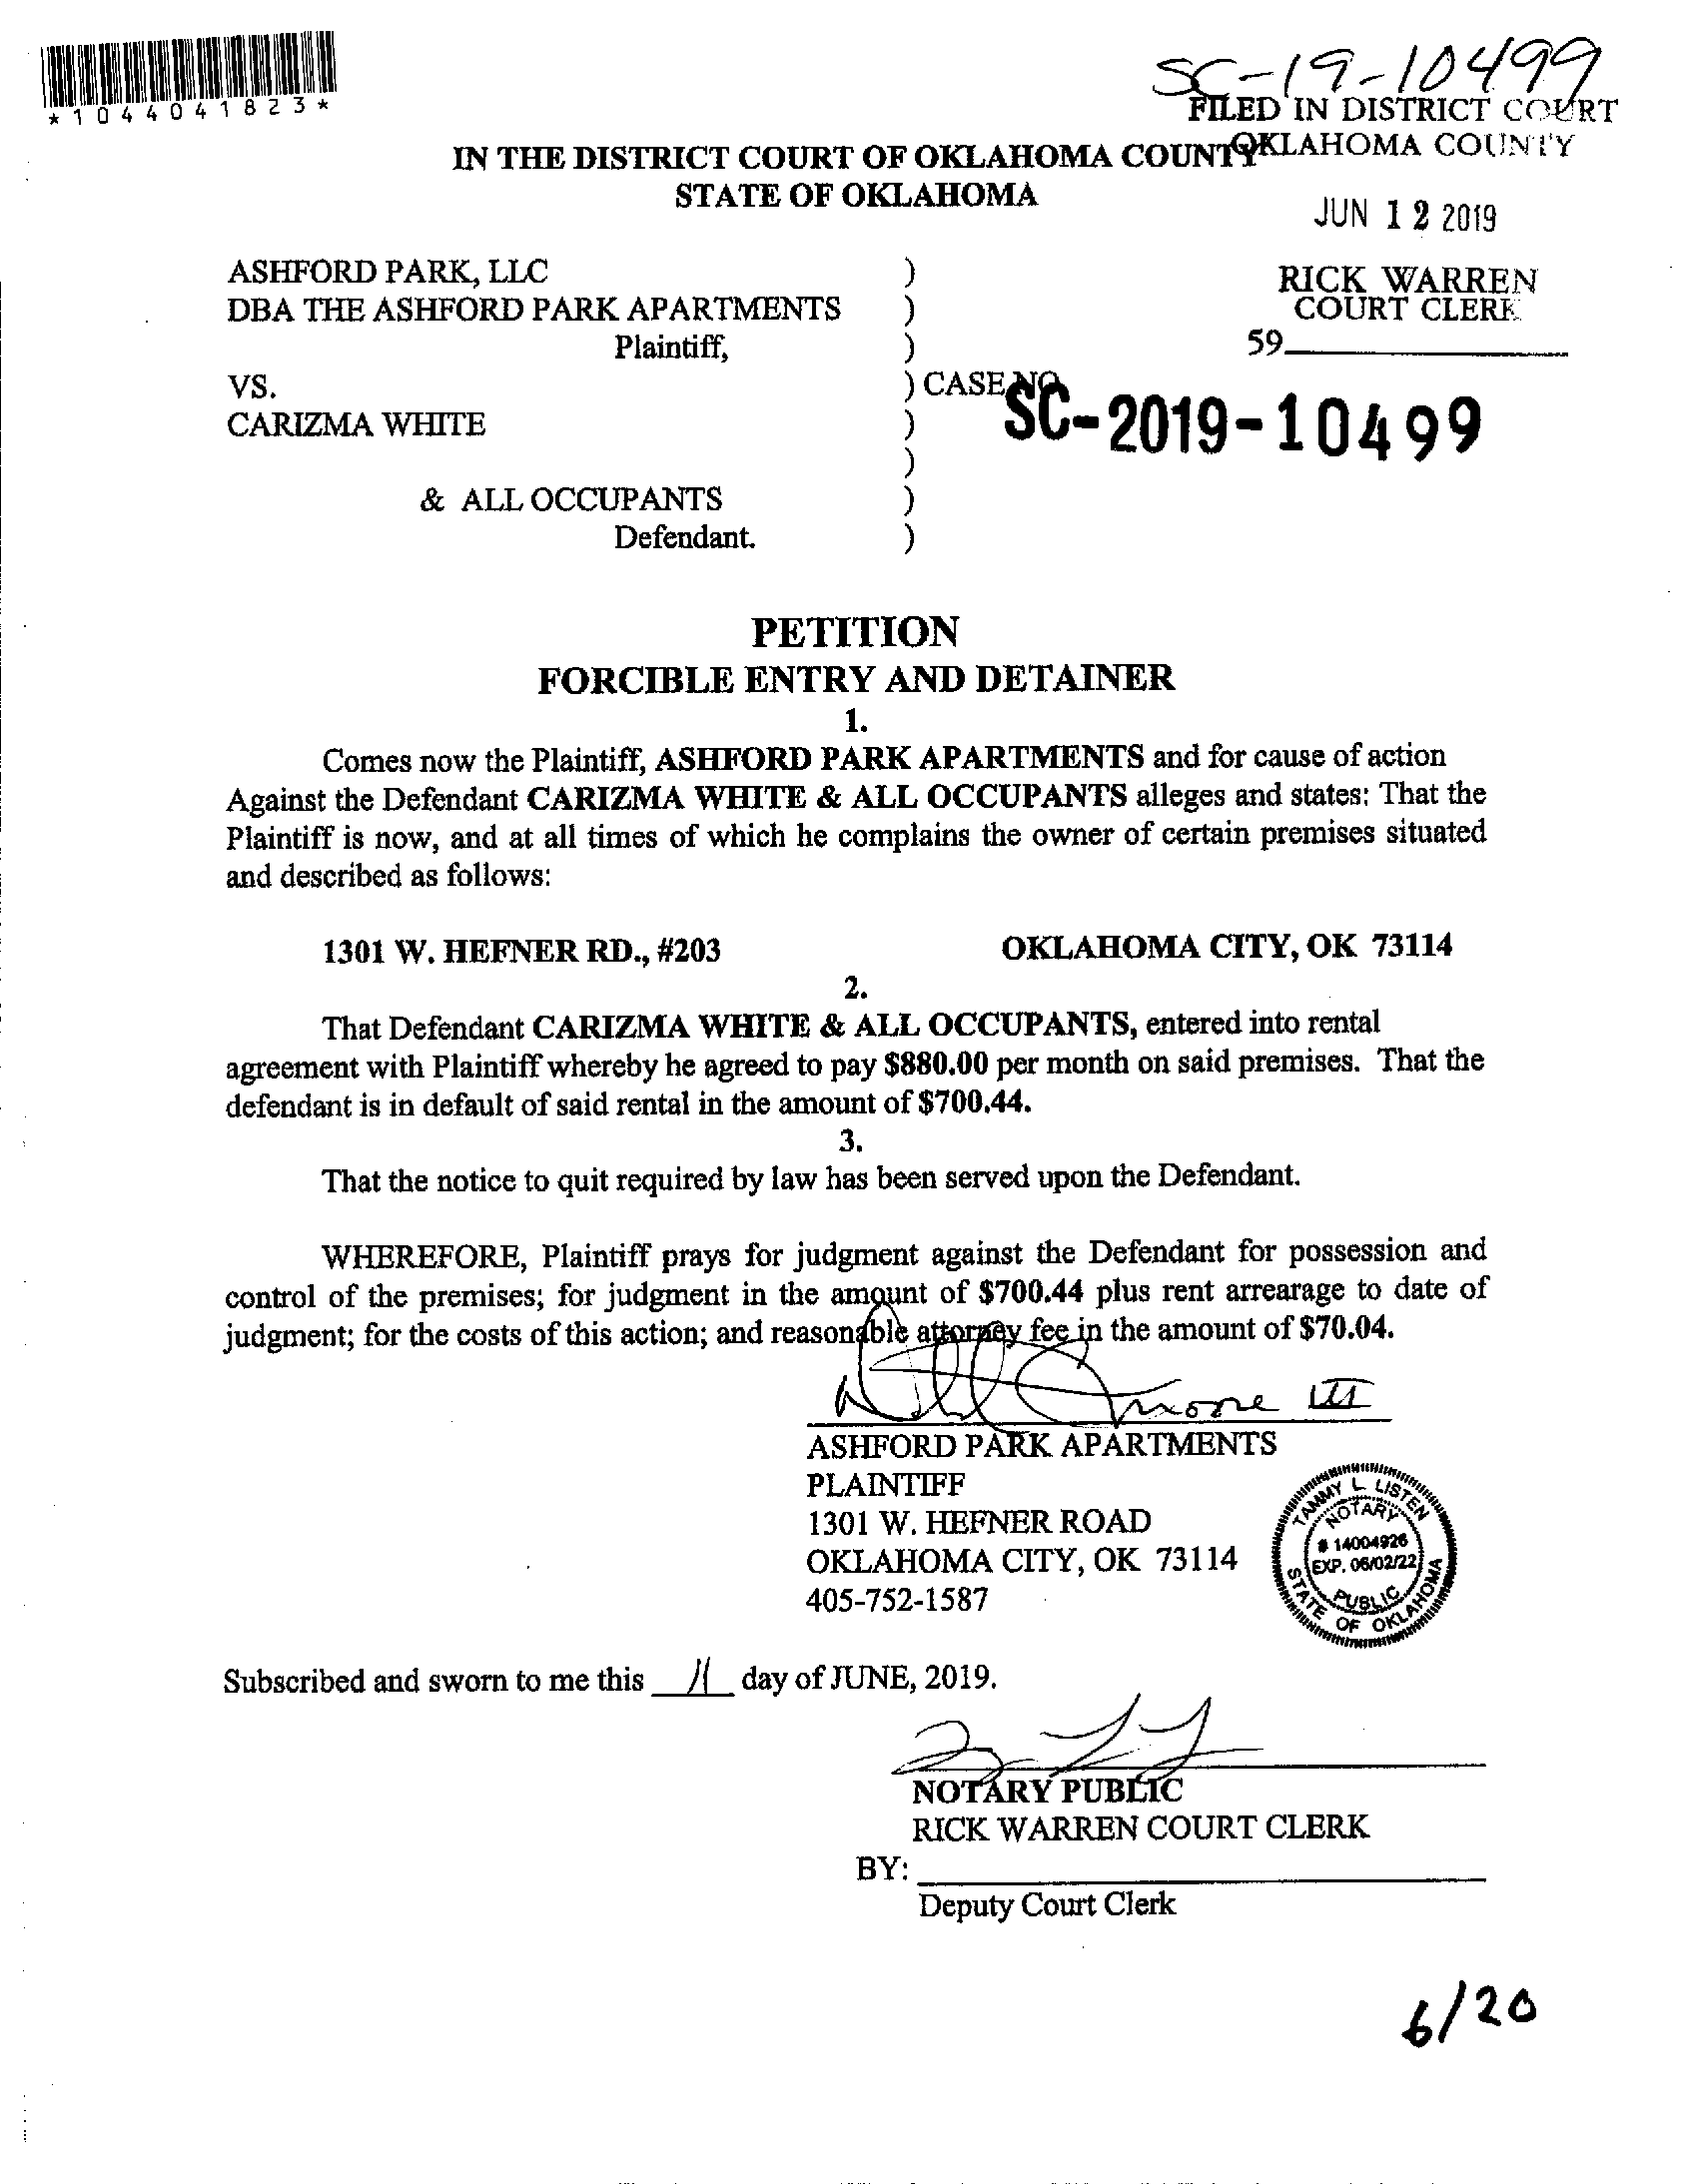 *1044041823*
SC-19-10499
FILED IN DISTRICT COURT
OKLAHOMA COUNTY
IN THE DISTRICT COURT OF OKLAHOMA COUNTY
STATE OF OKLAHOMA
JUN 12 2019
ASHFORD PARK, LLC )
RICK WARREN
DBA THE ASHFORD PARK APARTMENTS )
COURT CLERK
Plaintiff, )
59
VS. ) CASE NO.
SC-2019-10499
CARIZMA WHITE )
)
& ALL OCCUPANTS )
Defendant. )
PETITION
FORCIBLE ENTRY AND DETAINER
1.
Comes now the Plaintiff, ASHFORD PARK APARTMENTS and for cause of action
Against the Defendant CARIZMA WHITE & ALL OCCUPANTS alleges and states: That the
Plaintiff is now, and at all times of which he complains the owner of certain premises situated
and described as follows:
1301 W. HEFNER RD., #203 OKLAHOMA CITY, OK 73114
2.
That Defendant CARIZMA WHITE & ALL OCCUPANTS, entered into rental
agreement with Plaintiff whereby he agreed to pay $880.00 per month on said premises. That the
defendant is in default of said rental in the amount of $700.44.
3.
That the notice to quit required by law has been served upon the Defendant.
WHEREFORE, Plaintiff prays for judgment against the Defendant for possession and
control of the premises; for judgment in the amount of $700.44 plus rent arrearage to date of
judgment; for the costs of this action; and reasonable attorney fee in the amount of $70.04.
III
ASHFORD PARK APARTMENTS
PLAINTIFF
1301 W. HEFNER ROAD
OKLAHOMA CITY, OK 73114
405-752-1587
TAMMY L LISTEN
NOTARY
# 14004926
EXP. 06/02/22
PUBLIC
STATE OF OKLAHOMA
Subscribed and sworn to me this 11 day of JUNE, 2019.
NOTARY PUBLIC
RICK WARREN COURT CLERK
BY:
Deputy Court Clerk
6/20